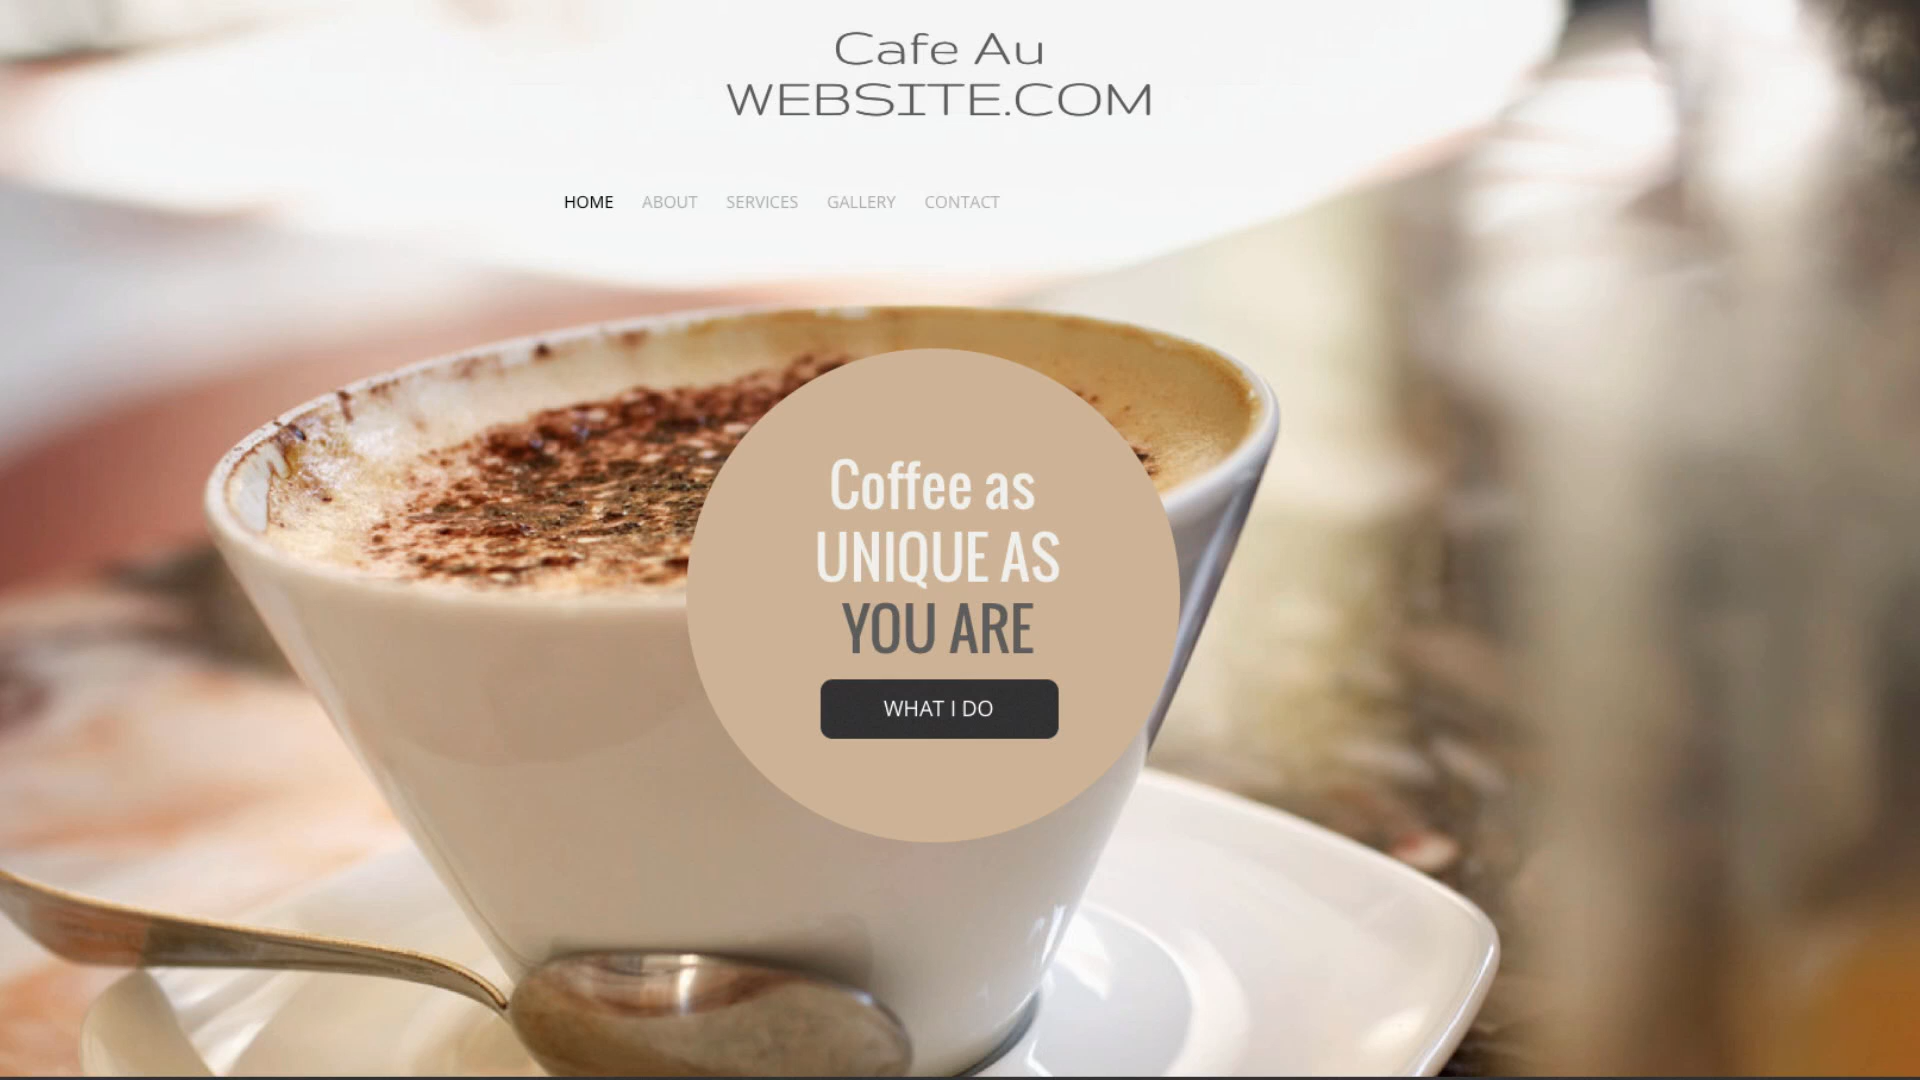 Cafe Au
WEBSITE.COM
HOME ABOUT SERVICES GALLERY CONTACT
Coffee as
UNIQUE AS
YOU ARE
WHAT I DO